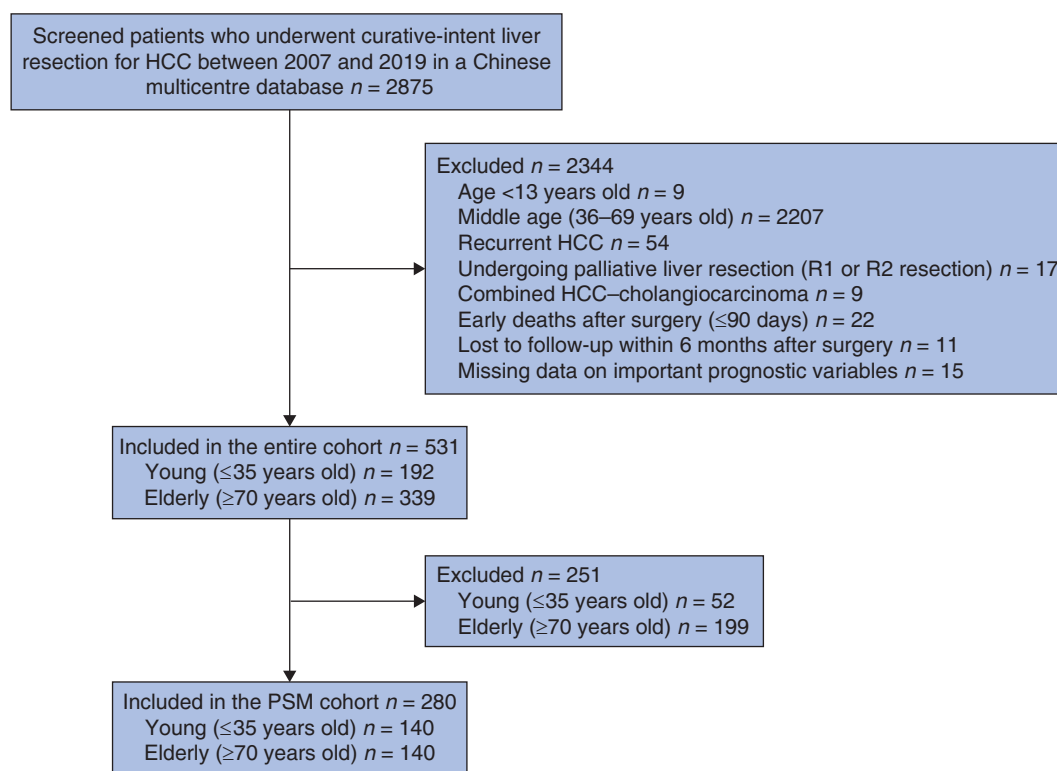 Screened patients who underwent curative-intent liver
resection for HCC between 2007 and 2019 in a Chinese
multicentre database n = 2875
Excluded n = 2344
Age <13 years old n = 9
Middle age (36–69 years old) n = 2207
Recurrent HCC n = 54
Undergoing palliative liver resection (R1 or R2 resection) n = 17
Combined HCC–cholangiocarcinoma n = 9
Early deaths after surgery (≤90 days) n = 22
Lost to follow-up within 6 months after surgery n = 11
Missing data on important prognostic variables n = 15
Included in the entire cohort n = 531
Young (≤35 years old) n = 192
Elderly (≥70 years old) n = 339
Excluded n = 251
Young (≤35 years old) n = 52
Elderly (≥70 years old) n = 199
Included in the PSM cohort n = 280
Young (≤35 years old) n = 140
Elderly (≥70 years old) n = 140